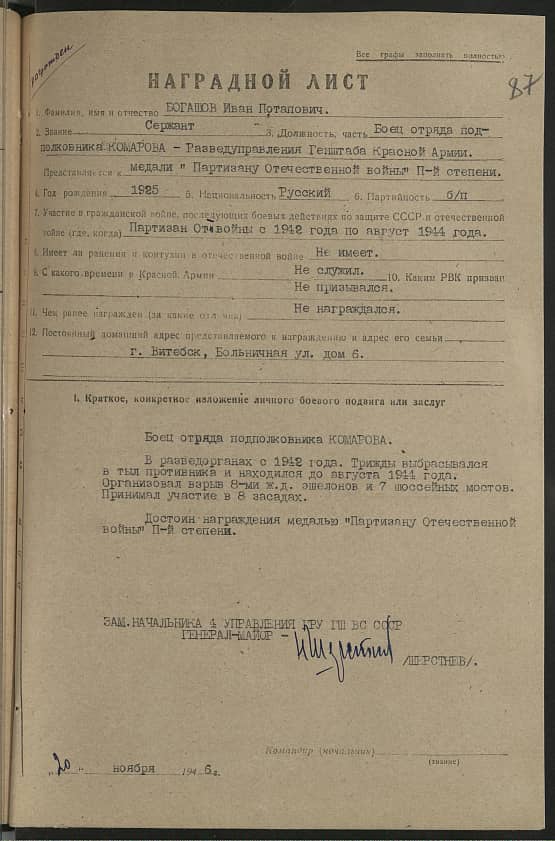 Все графы заполнять полностью.
87
НАГРАДНОЙ ЛИСТ
1. Фамилия, имя и отчество БОГАШОВ Иван Потапович.
2. Звание Сержант 3. Должность, часть Боец отряда под-
полковника КОМАРОВА - Разведуправления Генштаба Красной Армии.
Представляется к медали " Партизану Отечественной войны" П-й степени.
4. Год рождения 1925 5. Национальность Русский 6. Партийность б/п
7. Участие в гражданской войне, последующих боевых действиях по защите СССР и отечественной
войне (где, когда) Партизан От.войны с 1942 года по август 1944 года.
8. Имеет ли ранения и контузии в отечественной войне Не имеет.
9. С какого времени в Красной Армии Не служил. 10. Каким РВК призван
Не призывался.
11. Чем ранее награжден (за какие отличия) Не награждался.
12. Постоянный домашний адрес представляемого к награждению и адрес его семьи
г. Витебск, Больничная ул. дом 6.
I. Краткое, конкретное изложение личного боевого подвига или заслуг
Боец отряда подполковника КОМАРОВА.
В разведорганах с 1942 года. Трижды выбрасывался
в тыл противника и находился до августа 1944 года.
Организовал взрыв 8-ми ж.д. эшелонов и 7 шоссейных мостов.
Принимал участие в 8 засадах.
Достоин награждения медалью "Партизану Отечественной
войны" П-й степени.
ЗАМ.НАЧАЛЬНИКА 4 УПРАВЛЕНИЯ ГРУ ГШ ВС СССР
ГЕНЕРАЛ-МАЙОР -
/ШЕРСТНЕВ/.
Командир (начальник)
(звание)
"20" ноября 1946г.